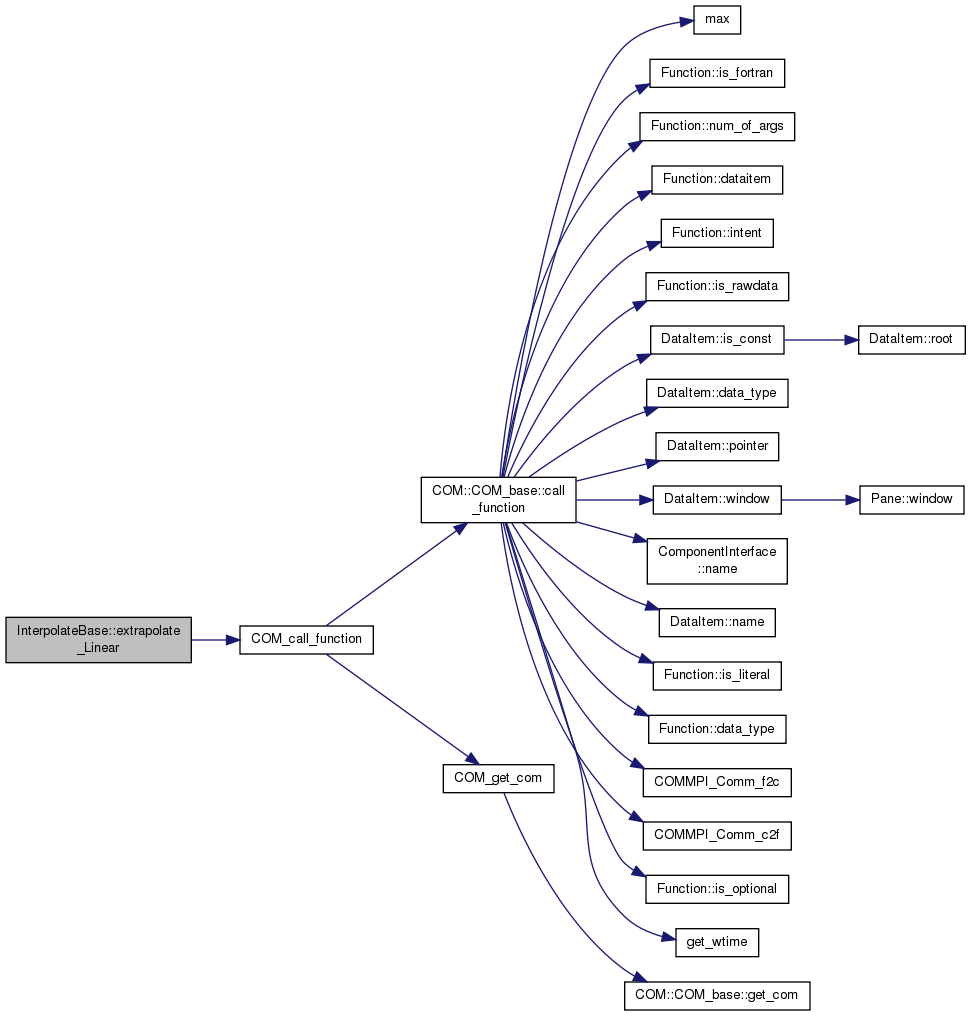 max
Function::is_fortran
Function::num_of_args
Function::dataitem
Function::intent
Function::is_rawdata
DataItem::is_const
DataItem::root
DataItem::data_type
DataItem::pointer
COM::COM_base::call
_function
DataItem::window
Pane::window
ComponentInterface
::name
DataItem::name
InterpolateBase::extrapolate
_Linear
COM_call_function
Function::is_literal
Function::data_type
COM_get_com
COMMPI_Comm_f2c
COMMPI_Comm_c2f
Function::is_optional
get_wtime
COM::COM_base::get_com